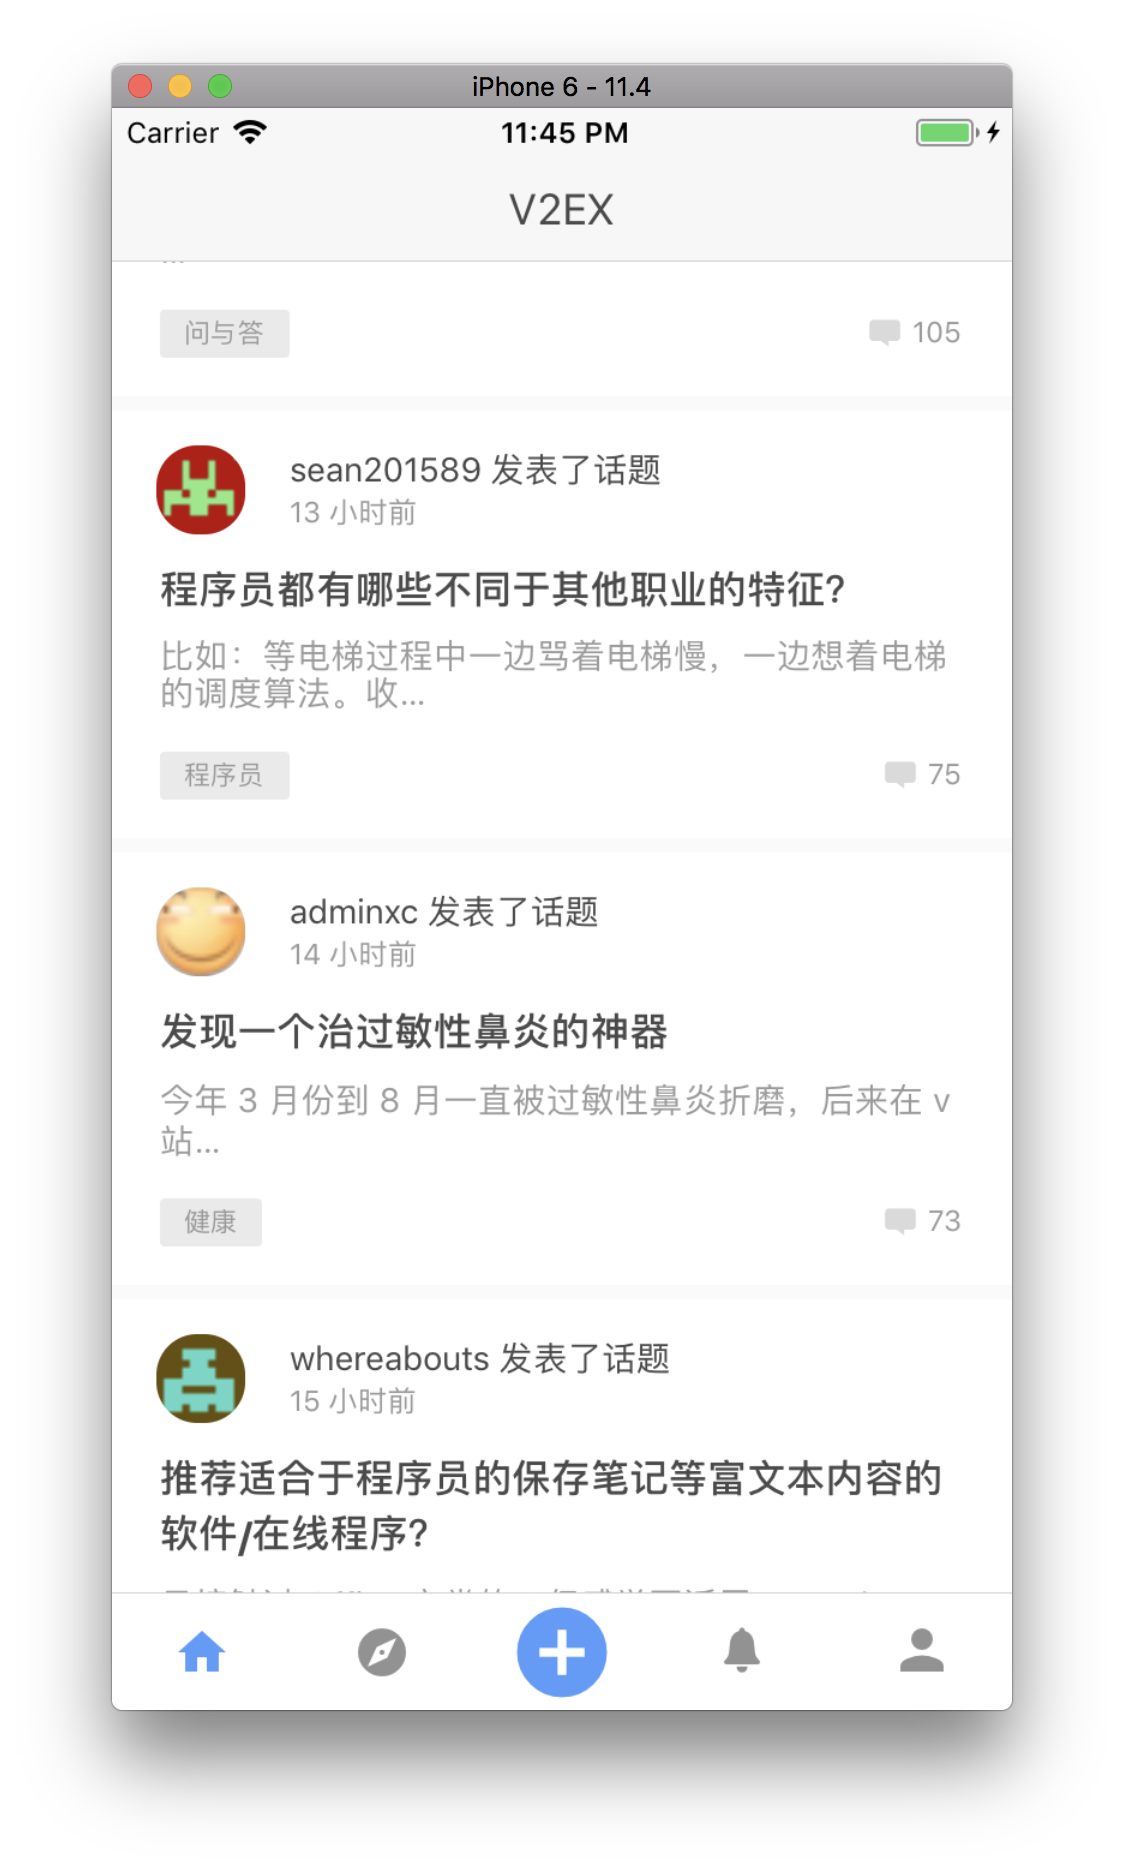 iPhone 6 - 11.4
Carrier 11:45 PM
V2EX
...
问与答 105
sean201589 发表了话题
13 小时前
程序员都有哪些不同于其他职业的特征?
比如：等电梯过程中一边骂着电梯慢，一边想着电梯
的调度算法。收...
程序员 75
adminxc 发表了话题
14 小时前
发现一个治过敏性鼻炎的神器
今年 3 月份到 8 月一直被过敏性鼻炎折磨，后来在 v
站...
健康 73
whereabouts 发表了话题
15 小时前
推荐适合于程序员的保存笔记等富文本内容的
软件/在线程序?